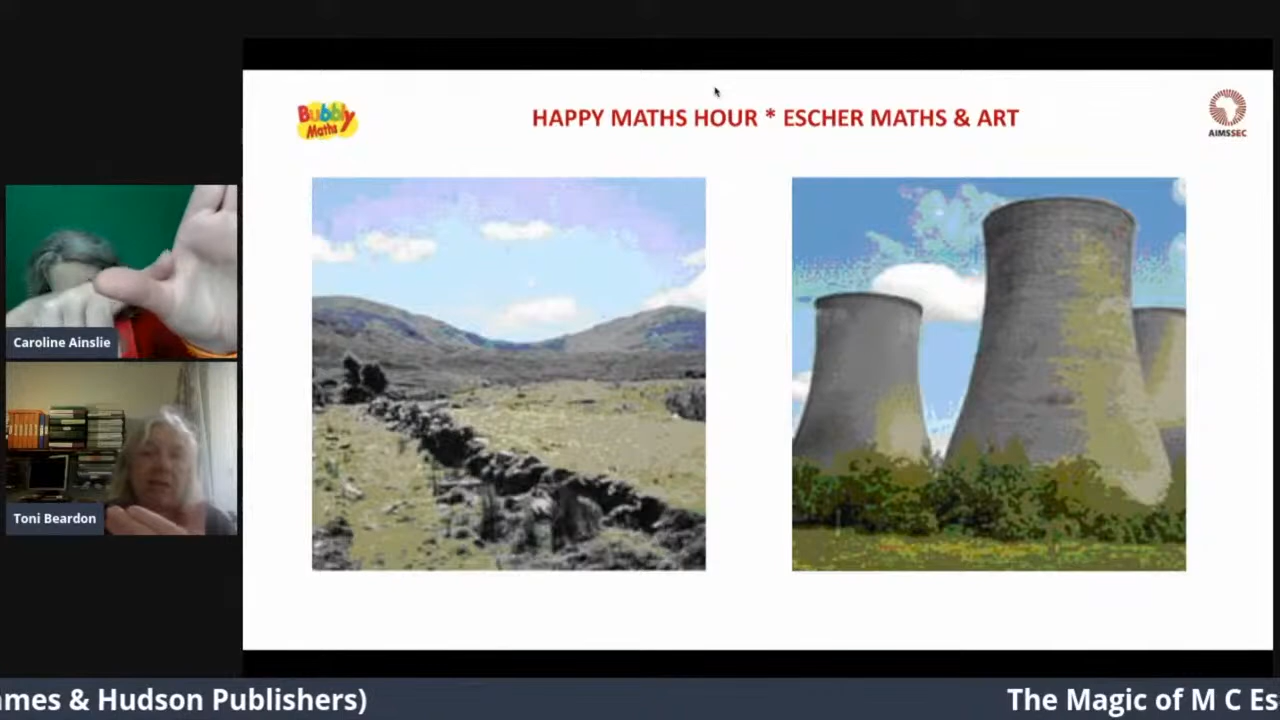 Bubbly
Maths
HAPPY MATHS HOUR * ESCHER MATHS & ART
AIMSSEC
Caroline Ainslie
Toni Beardon
ames & Hudson Publishers)
The Magic of M C Es